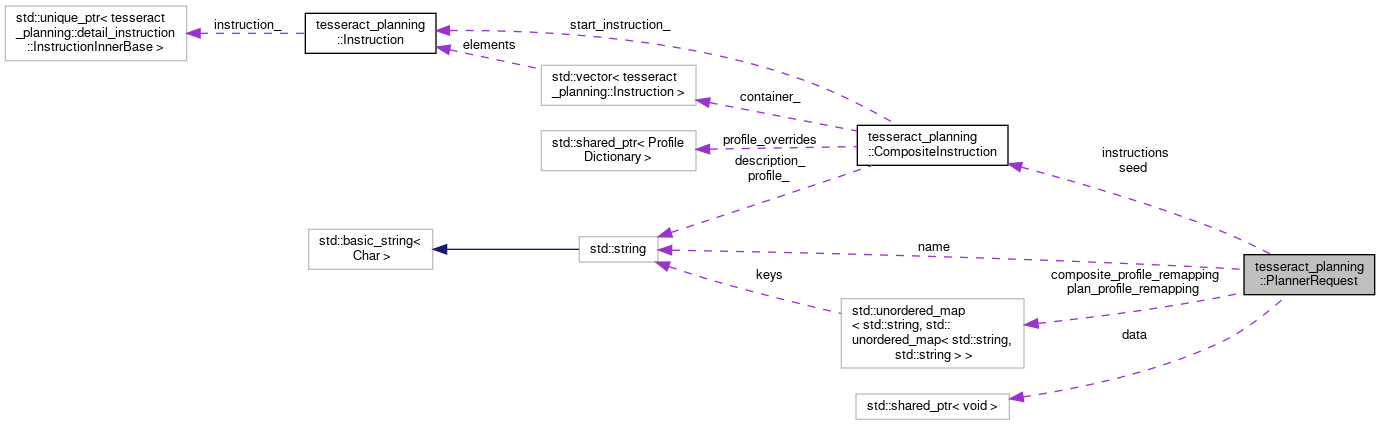 std::unique_ptr< tesseract
_planning::detail_instruction
::InstructionInnerBase >
instruction_
tesseract_planning
::Instruction
start_instruction_
elements
std::vector< tesseract
_planning::Instruction >
container_
std::shared_ptr< Profile
Dictionary >
profile_overrides
description_
profile_
tesseract_planning
::CompositeInstruction
instructions
seed
std::basic_string<
Char >
std::string
name
keys
composite_profile_remapping
plan_profile_remapping
tesseract_planning
::PlannerRequest
std::unordered_map
< std::string, std::
unordered_map< std::string,
std::string > >
data
std::shared_ptr< void >